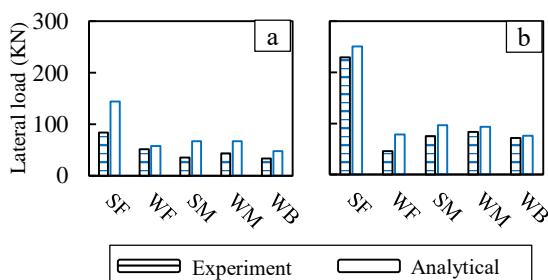 Lateral load (KN)
300
200
100
0
a
b
SF WF SM WM WB
SF WF SM WM WB
Experiment Analytical